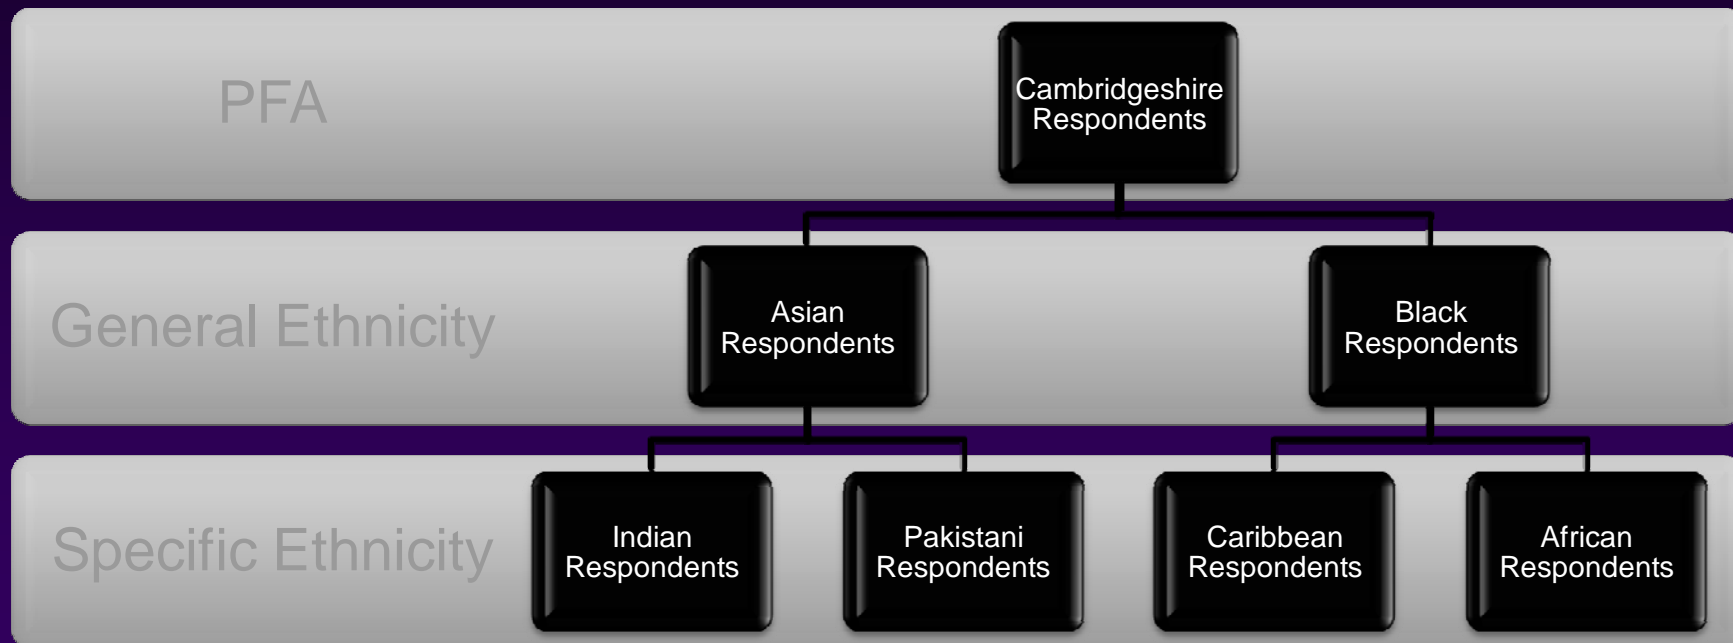 PFA
Cambridgeshire
Respondents
General Ethnicity
Asian
Respondents
Black
Respondents
Specific Ethnicity
Indian
Respondents
Pakistani
Respondents
Caribbean
Respondents
African
Respondents